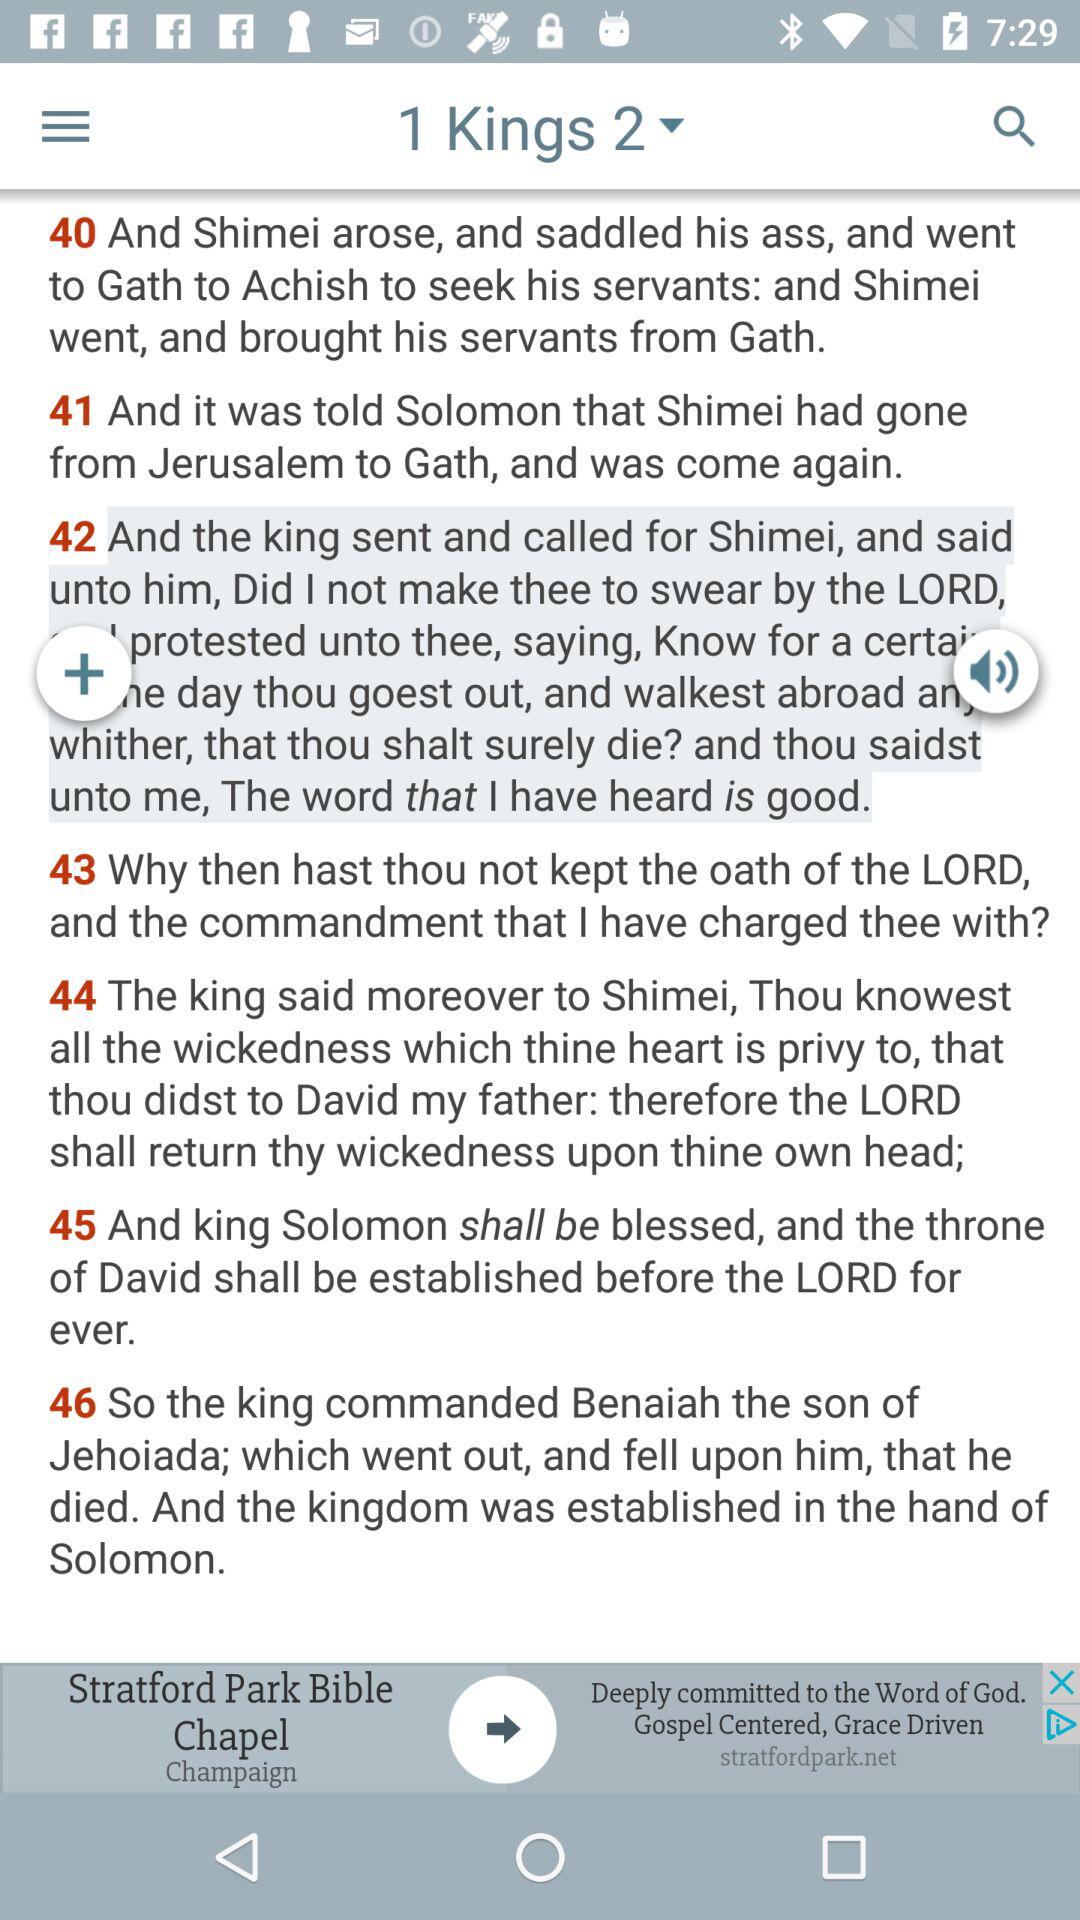 FAKE
7:29
1 Kings 2
40 And Shimei arose, and saddled his ass, and went
to Gath to Achish to seek his servants: and Shimei
went, and brought his servants from Gath.
41 And it was told Solomon that Shimei had gone
from Jerusalem to Gath, and was come again.
42 And the king sent and called for Shimei, and said
unto him, Did I not make thee to swear by the LORD,
protested unto thee, saying, Know for a
day thou goest out, and walkest abroad any
whither, that thou shalt surely die? and thou saidst
unto me, The word that I have heard is good.
43 Why then hast thou not kept the oath of the LORD,
and the commandment that I have charged thee with?
44 The king said moreover to Shimei, Thou knowest
all the wickedness which thine heart is privy to, that
thou didst to David my father: therefore the LORD
shall return thy wickedness upon thine own head;
45 And king Solomon shall be blessed, and the throne
of David shall be established before the LORD for
ever.
46 So the king commanded Benaiah the son of
Jehoiada; which went out, and fell upon him, that he
died. And the kingdom was established in the hand of
Solomon.
Stratford Park Bible
Chapel
Champaign
Deeply committed to the Word of God.
Gospel Centered, Grace Driven
stratfordpark.net